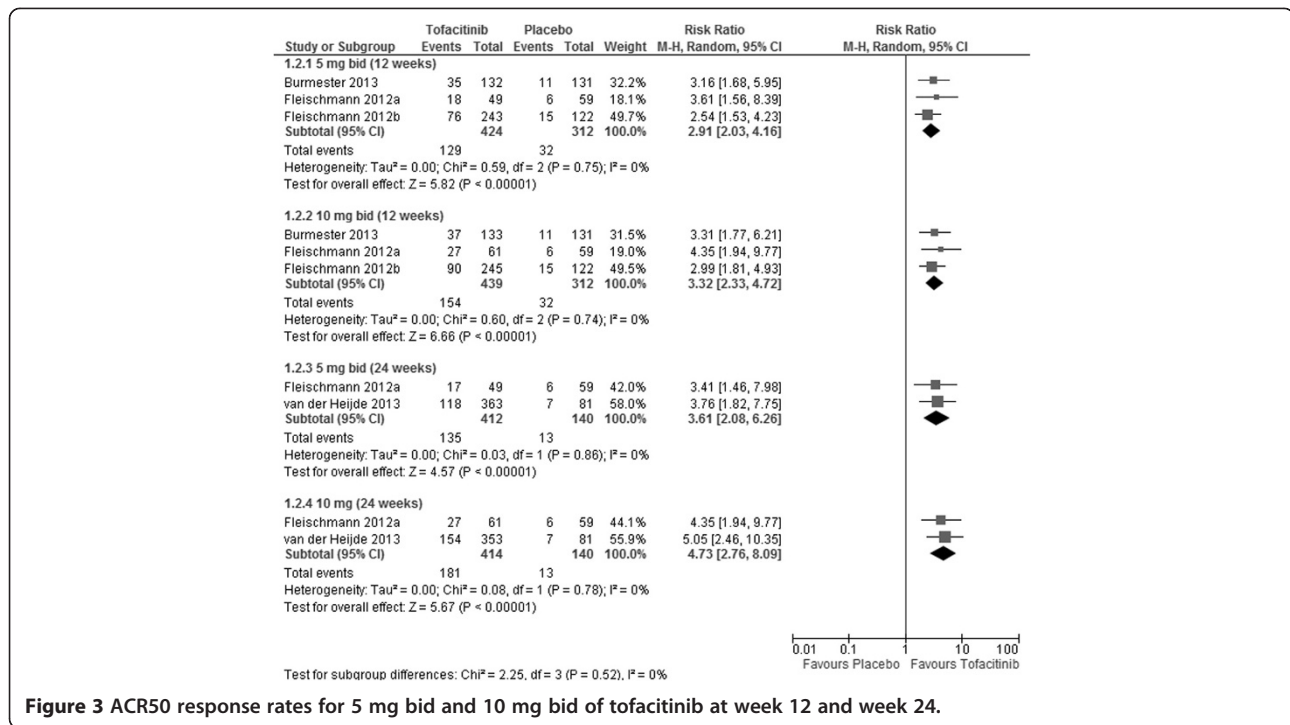 Tofacitinib Placebo Risk Ratio Risk Ratio
Study or Subgroup Events Total Events Total Weight M-H, Random, 95% CI M-H, Random, 95% CI
1.2.1 5 mg bid (12 weeks)
Burmester 2013 35 132 11 131 32.2% 3.16 [1.68, 5.95]
Fleischmann 2012a 18 49 6 59 18.1% 3.61 [1.56, 8.39]
Fleischmann 2012b 76 243 15 122 49.7% 2.54 [1.53, 4.23]
Subtotal (95% CI) 424 312 100.0% 2.91 [2.03, 4.16]
Total events 129 32
Heterogeneity: Tau² = 0.00; Chi² = 0.59, df = 2 (P = 0.75); I² = 0%
Test for overall effect: Z = 5.82 (P < 0.00001)
1.2.2 10 mg bid (12 weeks)
Burmester 2013 37 133 11 131 31.5% 3.31 [1.77, 6.21]
Fleischmann 2012a 27 61 6 59 19.0% 4.35 [1.94, 9.77]
Fleischmann 2012b 90 245 15 122 49.5% 2.99 [1.81, 4.93]
Subtotal (95% CI) 439 312 100.0% 3.32 [2.33, 4.72]
Total events 154 32
Heterogeneity: Tau² = 0.00; Chi² = 0.60, df = 2 (P = 0.74); I² = 0%
Test for overall effect: Z = 6.66 (P < 0.00001)
1.2.3 5 mg bid (24 weeks)
Fleischmann 2012a 17 49 6 59 42.0% 3.41 [1.46, 7.98]
van der Heijde 2013 118 363 7 81 58.0% 3.76 [1.82, 7.75]
Subtotal (95% CI) 412 140 100.0% 3.61 [2.08, 6.26]
Total events 135 13
Heterogeneity: Tau² = 0.00; Chi² = 0.03, df = 1 (P = 0.86); I² = 0%
Test for overall effect: Z = 4.57 (P < 0.00001)
1.2.4 10 mg (24 weeks)
Fleischmann 2012a 27 61 6 59 44.1% 4.35 [1.94, 9.77]
van der Heijde 2013 154 353 7 81 55.9% 5.05 [2.46, 10.35]
Subtotal (95% CI) 414 140 100.0% 4.73 [2.76, 8.09]
Total events 181 13
Heterogeneity: Tau² = 0.00; Chi² = 0.08, df = 1 (P = 0.78); I² = 0%
Test for overall effect: Z = 5.67 (P < 0.00001)
0.01 0.1 1 10 100
Favours Placebo Favours Tofacitinib
Test for subgroup differences: Chi² = 2.25, df = 3 (P = 0.52), I² = 0%
Figure 3 ACR50 response rates for 5 mg bid and 10 mg bid of tofacitinib at week 12 and week 24.